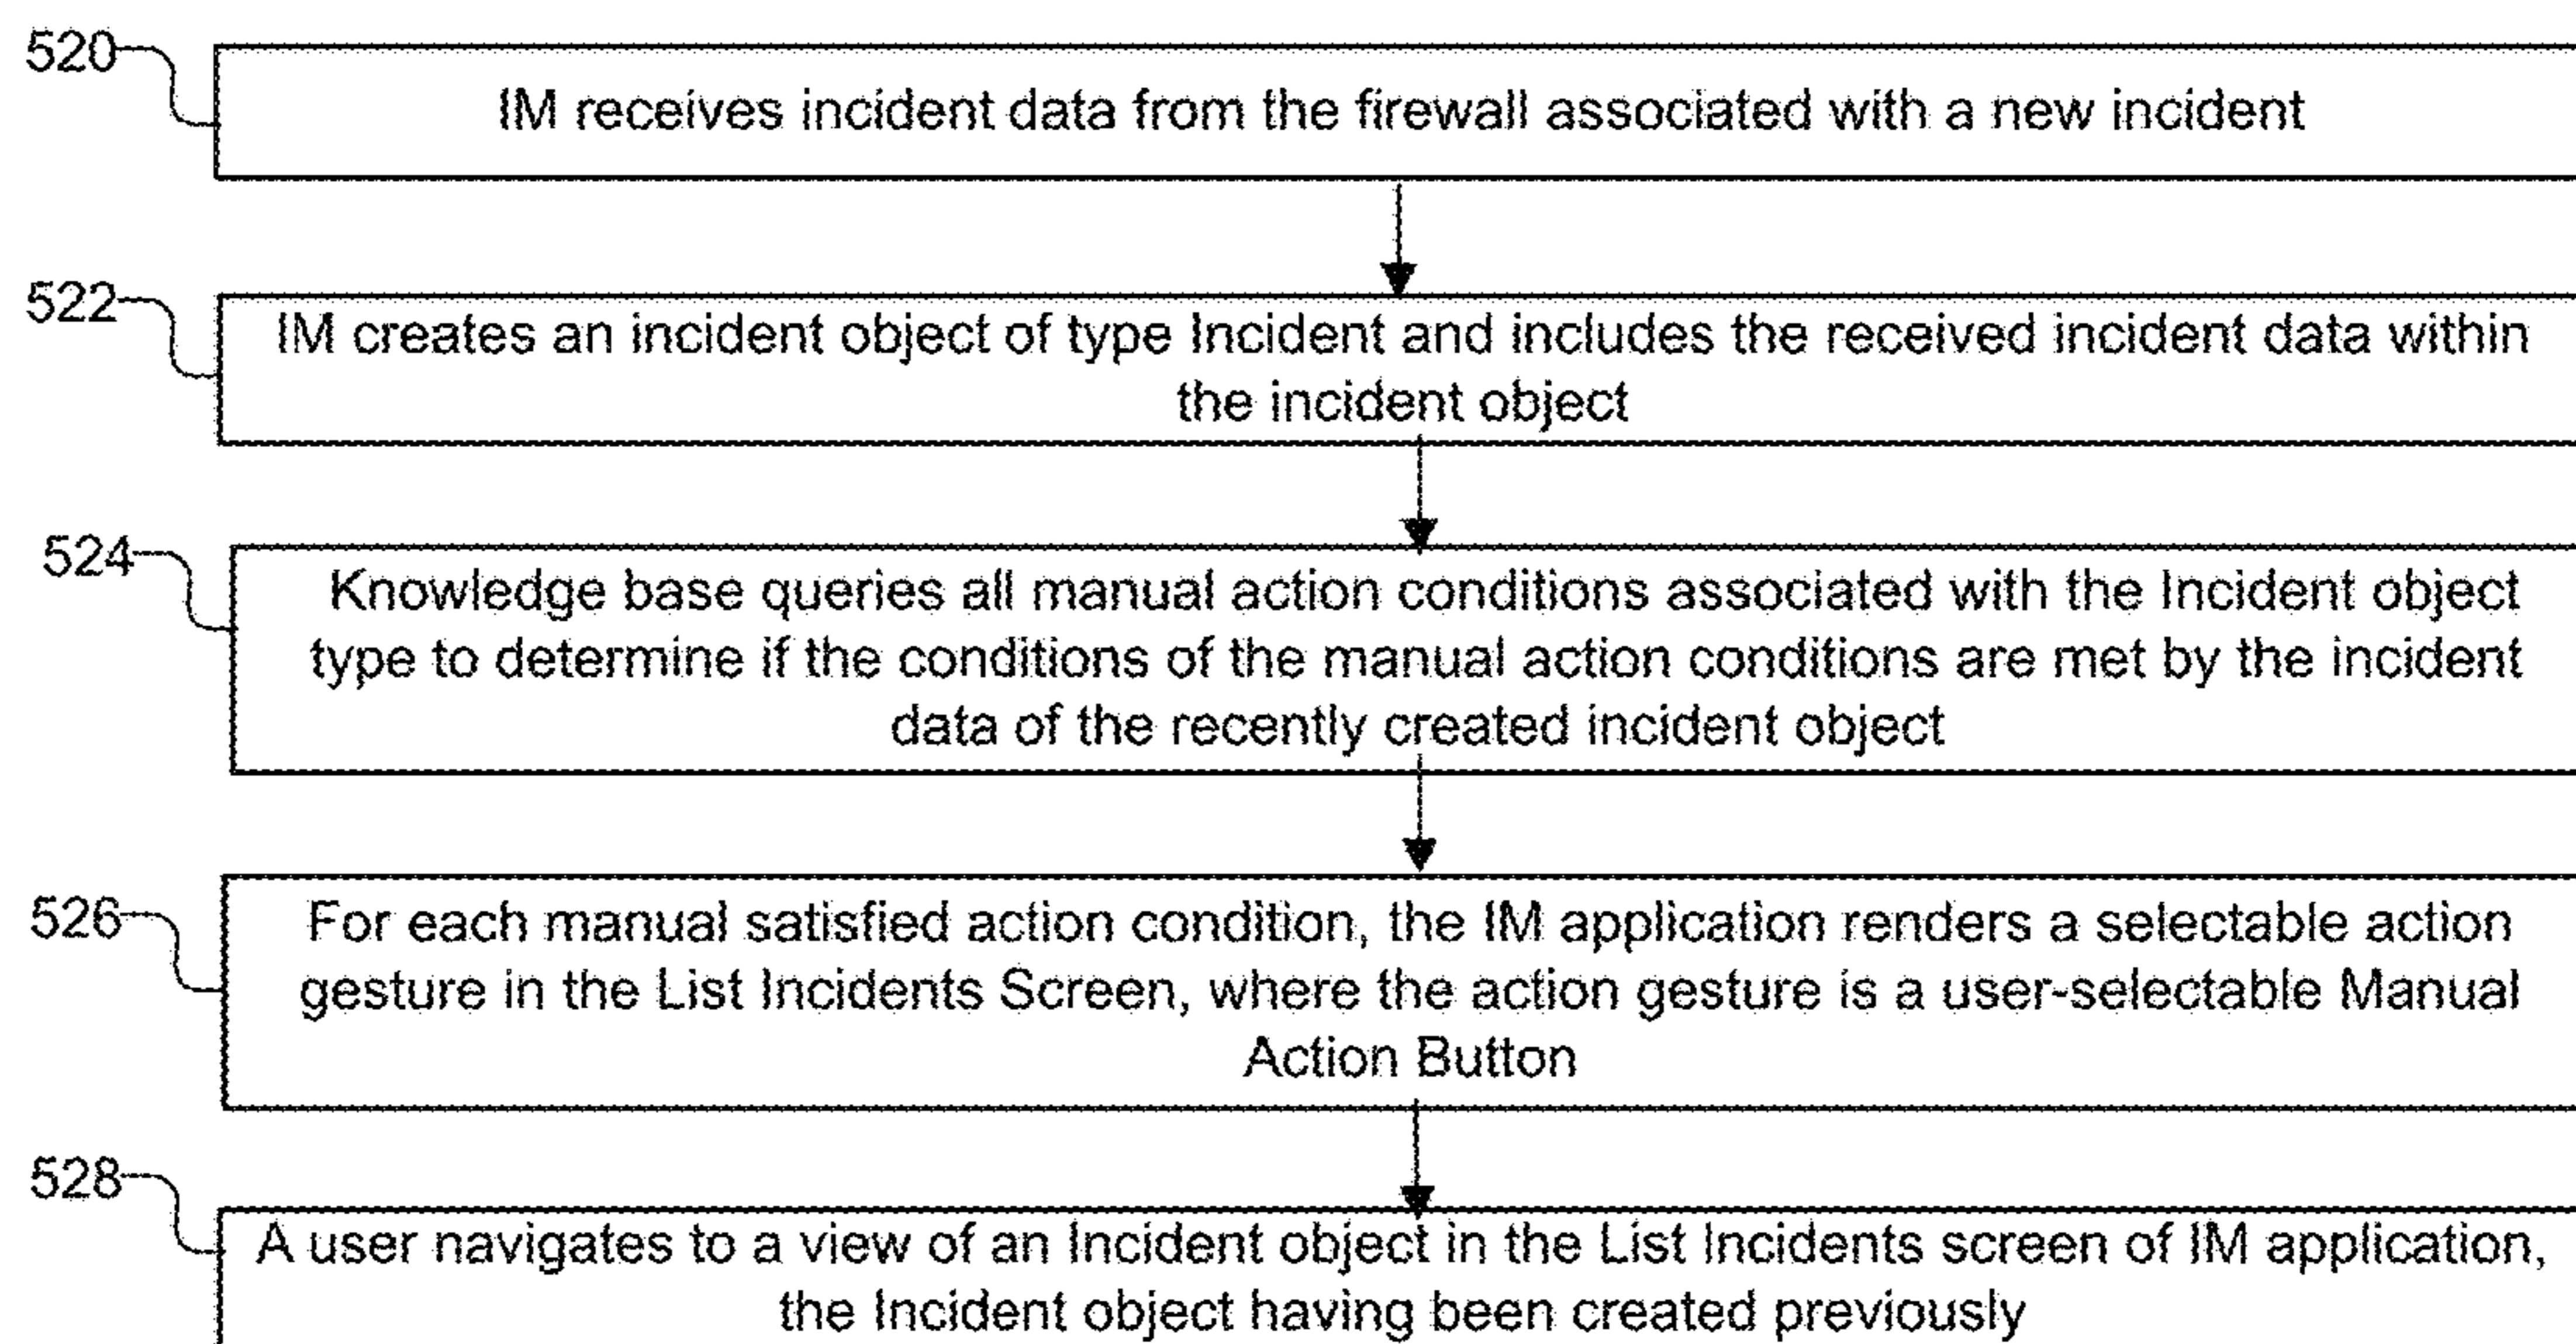 520
IM receives incident data from the firewall associated with a new incident
522
IM creates an incident object of type Incident and includes the received incident data within
the incident object
524
Knowledge base queries all manual action conditions associated with the Incident object
type to determine if the conditions of the manual action conditions are met by the incident
data of the recently created incident object
526
For each manual satisfied action condition, the IM application renders a selectable action
gesture in the List Incidents Screen, where the action gesture is a user-selectable Manual
Action Button
528
A user navigates to a view of an Incident object in the List Incidents screen of IM application,
the Incident object having been created previously